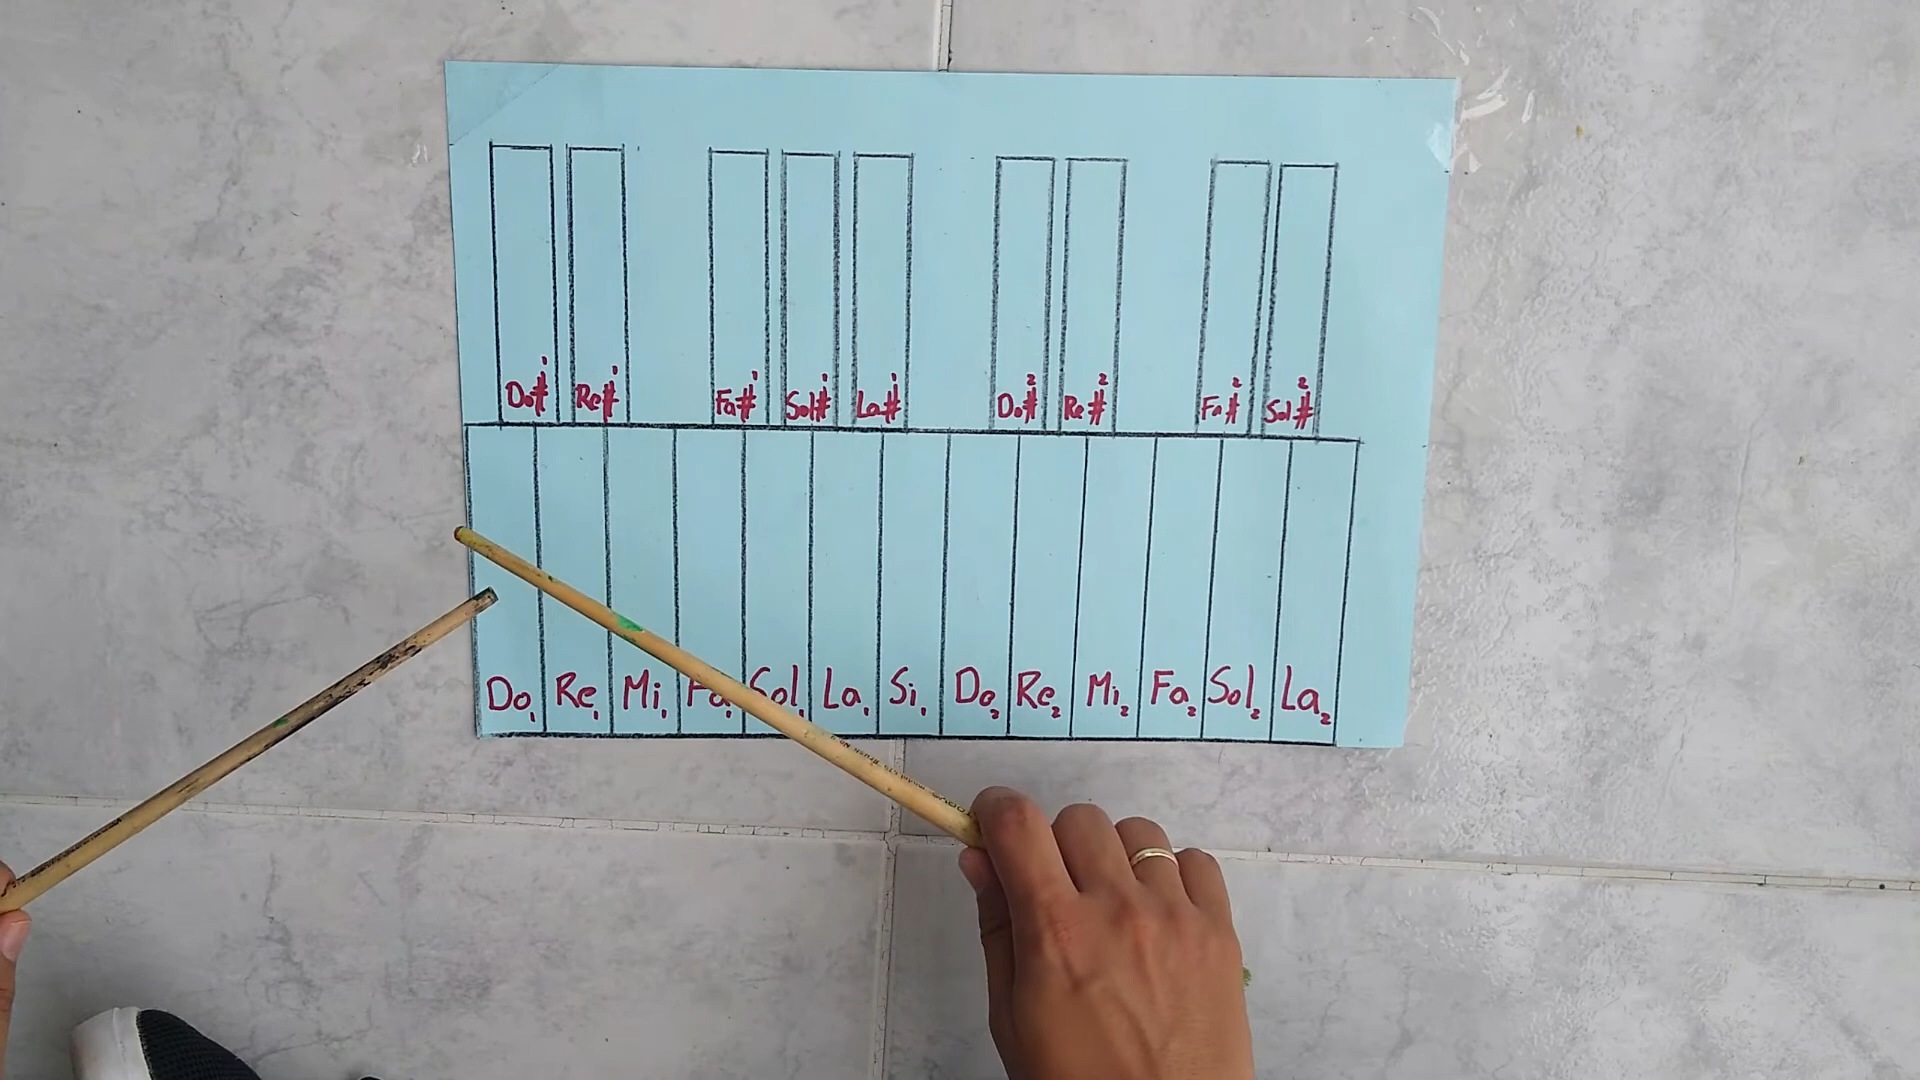 Do#¹ Re#¹ Fa#¹ Sol#¹ La#¹ Do#² Re#² Fa#² Sol#²
Do₁ Re₁ Mi₁ Fa₁ Sol₁ La₁ Si₁ Do₂ Re₂ Mi₂ Fa₂ Sol₂ La₂